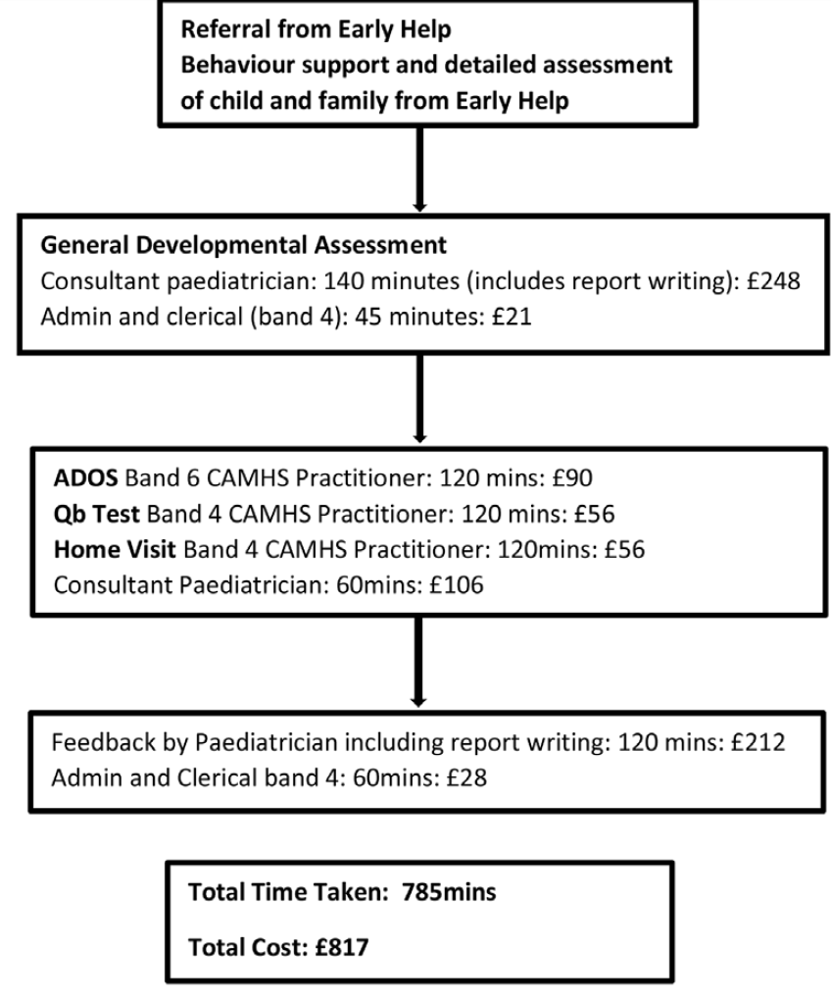 Referral from Early Help
Behaviour support and detailed assessment
of child and family from Early Help
General Developmental Assessment
Consultant paediatrician: 140 minutes (includes report writing): £248
Admin and clerical (band 4): 45 minutes: £21
ADOS Band 6 CAMHS Practitioner: 120 mins: £90
Qb Test Band 4 CAMHS Practitioner: 120 mins: £56
Home Visit Band 4 CAMHS Practitioner: 120mins: £56
Consultant Paediatrician: 60mins: £106
Feedback by Paediatrician including report writing: 120 mins: £212
Admin and Clerical band 4: 60mins: £28
Total Time Taken: 785mins
Total Cost: £817